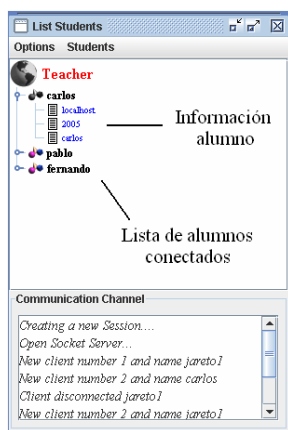 List Students
Options Students
Teacher
carlos
localhost
2005
carlos
Información
alumno
pablo
fernando
Lista de alumnos
conectados
Communication Channel
Creating a new Session....
Open Socket Server...
New client number 1 and name jareto1
New client number 2 and name carlos
Client disconnected jareto1
New client number 2 and name jareto1